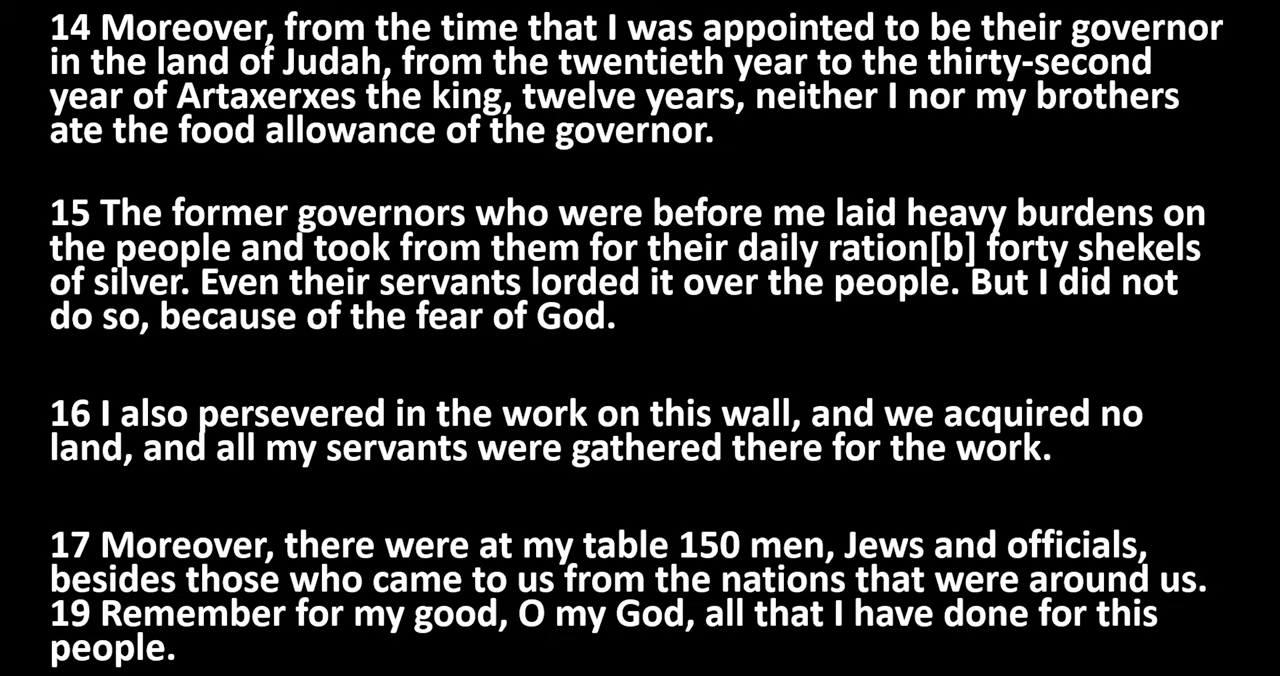 14 Moreover, from the time that I was appointed to be their governor
in the land of Judah, from the twentieth year to the thirty-second
year of Artaxerxes the king, twelve years, neither I nor my brothers
ate the food allowance of the governor.
15 The former governors who were before me laid heavy burdens on
the people and took from them for their daily ration[b] forty shekels
of silver. Even their servants lorded it over the people. But I did not
do so, because of the fear of God.
16 I also persevered in the work on this wall, and we acquired no
land, and all my servants were gathered there for the work.
17 Moreover, there were at my table 150 men, Jews and officials,
besides those who came to us from the nations that were around us.
19 Remember for my good, O my God, all that I have done for this
people.